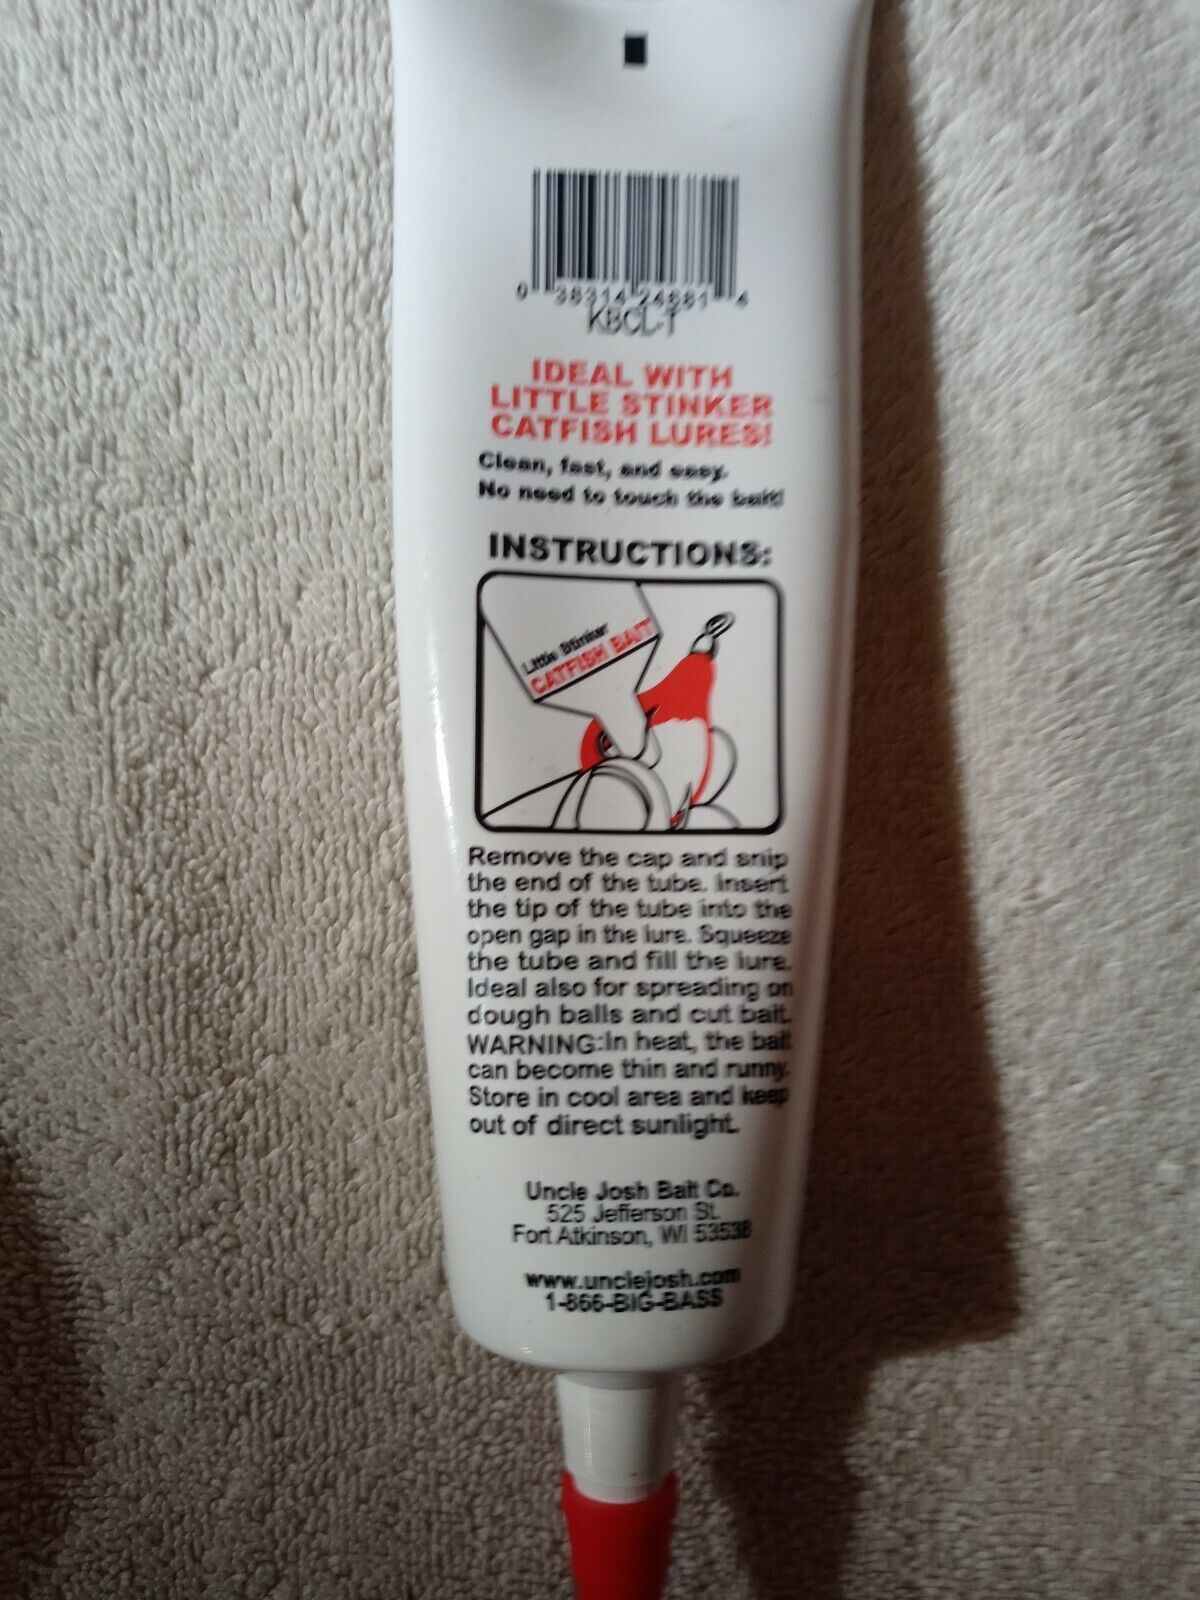 0 38314 24881 4
KBCL-T
IDEAL WITH
LITTLE STINKER
CATFISH LURES!
Clean, fast, and easy.
No need to touch the bait!
INSTRUCTIONS:
Little Stinker
CATFISH BAIT
Remove the cap and snip
the end of the tube. Insert
the tip of the tube into the
open gap in the lure. Squeeze
the tube and fill the lure.
Ideal also for spreading on
dough balls and cut bait.
WARNING:In heat, the bait
can become thin and runny.
Store in cool area and keep
out of direct sunlight.
Uncle Josh Bait Co.
525 Jefferson St.
Fort Atkinson, WI 53538
www.unclejosh.com
1-866-BIG-BASS